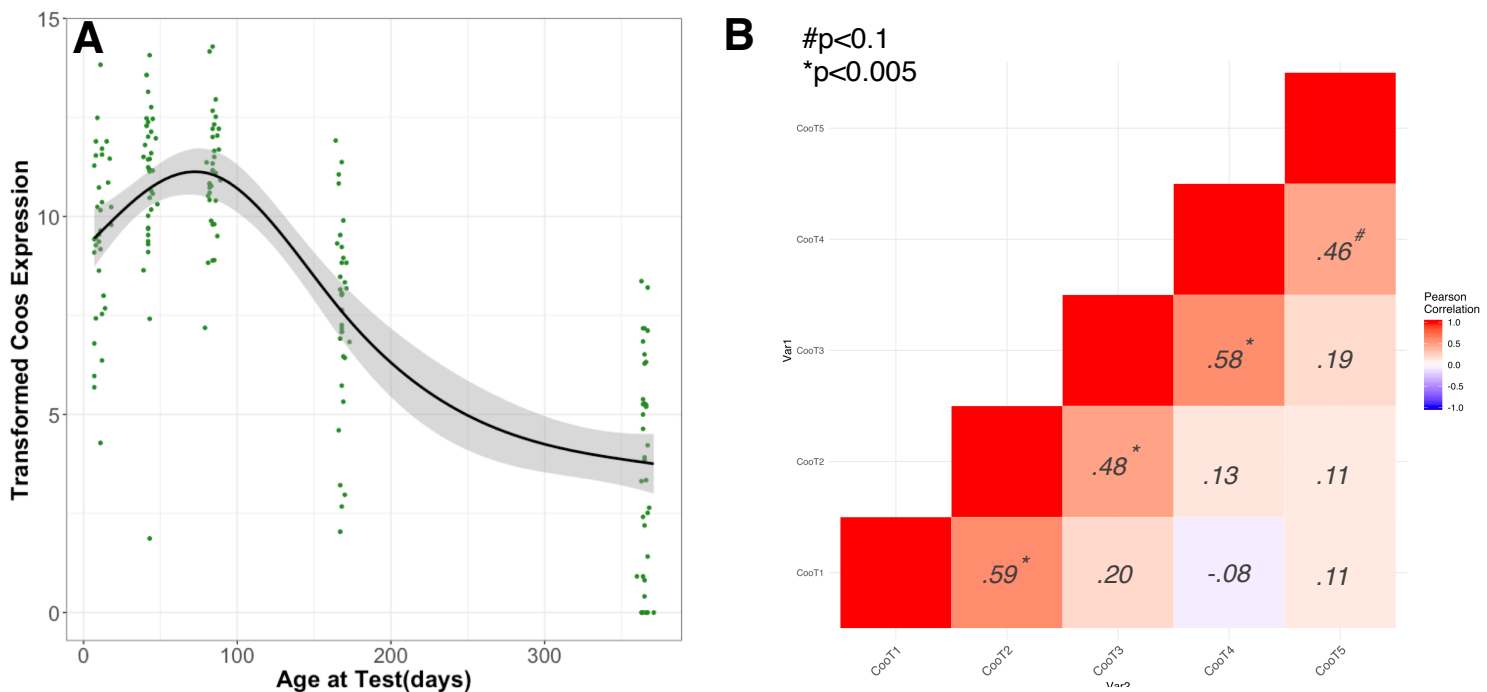 A
15
10
5
0
Transformed Coos Expression
0
100
200
300
Age at Test(days)
B
#p<0.1
*p<0.005
CooT5
CooT4
.46#
CooT3
.58*
.19
CooT2
.48*
.13
.11
CooT1
.59*
.20
-.08
.11
Var1
CooT1
CooT2
CooT3
CooT4
CooT5
Var2
Pearson
Correlation
1.0
0.5
0.0
-0.5
-1.0